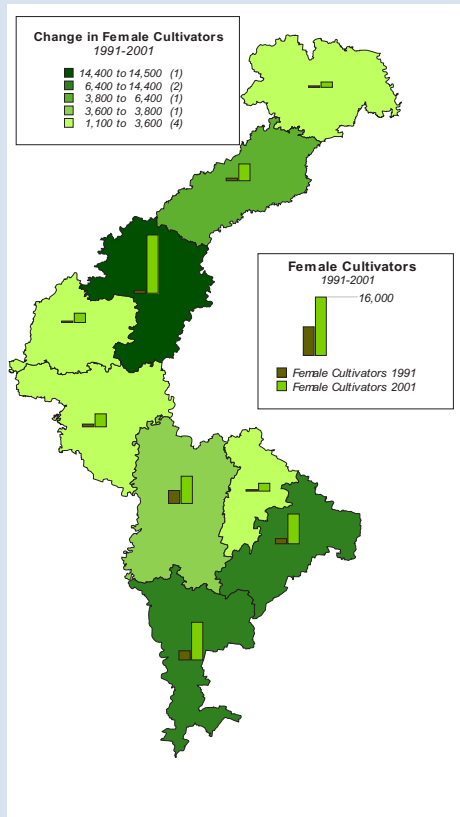 Change in Female Cultivators
1991-2001
14,400 to 14,500 (1)
6,400 to 14,400 (2)
3,800 to 6,400 (1)
3,600 to 3,800 (1)
1,100 to 3,600 (4)
Female Cultivators
1991-2001
16,000
Female Cultivators 1991
Female Cultivators 2001